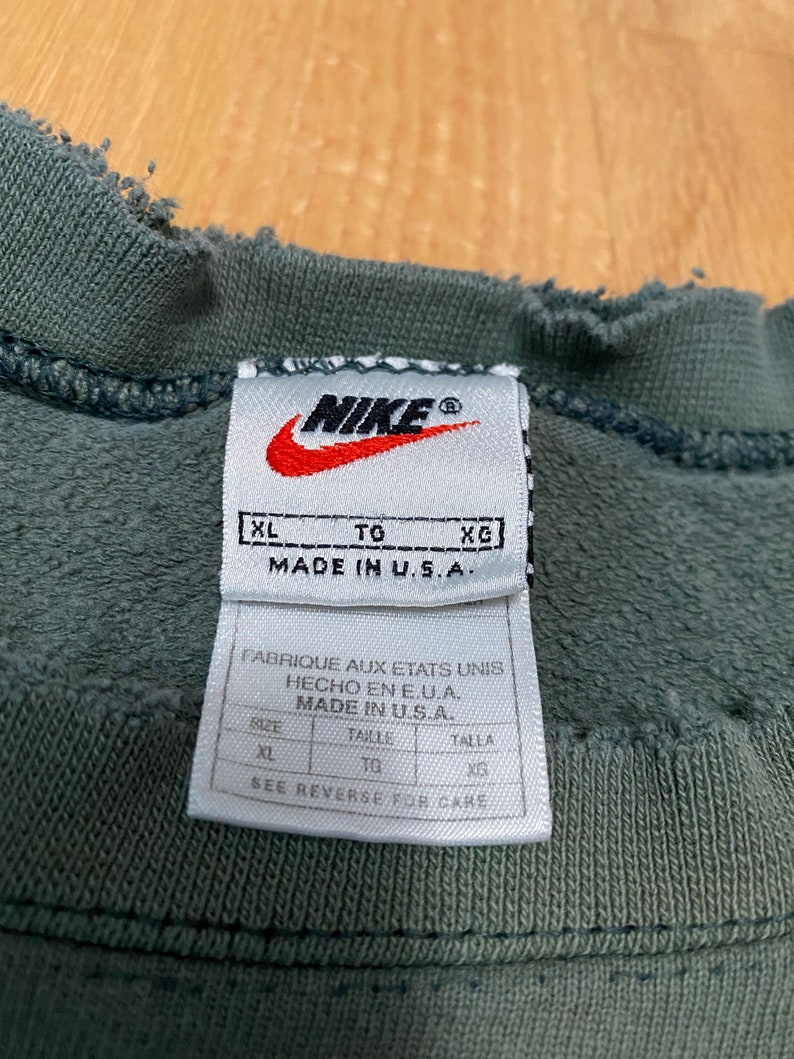 NIKE®
XL TG XG
MADE IN U.S.A.
FABRIQUE AUX ETATS UNIS
HECHO EN E.U.A.
MADE IN U.S.A.
SIZE TAILLE TALLA
XL TG XG
SEE REVERSE FOR CARE